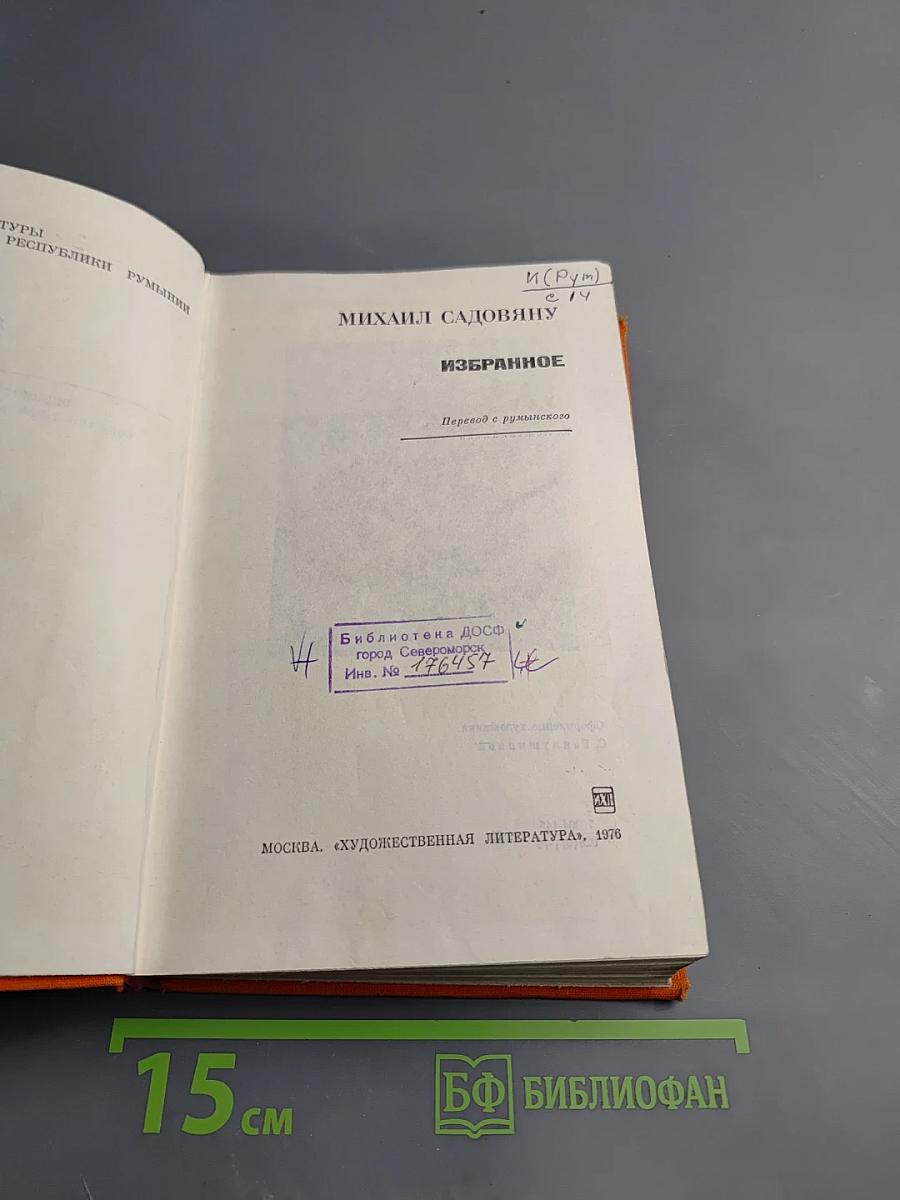 ТУРЫ
РЕСПУБЛИКИ РУМЫНИИ
И(Рум)
С 14
МИХАИЛ САДОВЯНУ
ИЗБРАННОЕ
Перевод с румынского
Библиотека ДОСФ
город Североморск
Инв. № 176457
ИХЛ
МОСКВА. «ХУДОЖЕСТВЕННАЯ ЛИТЕРАТУРА», 1976
15 см
БФ БИБЛИОФАН